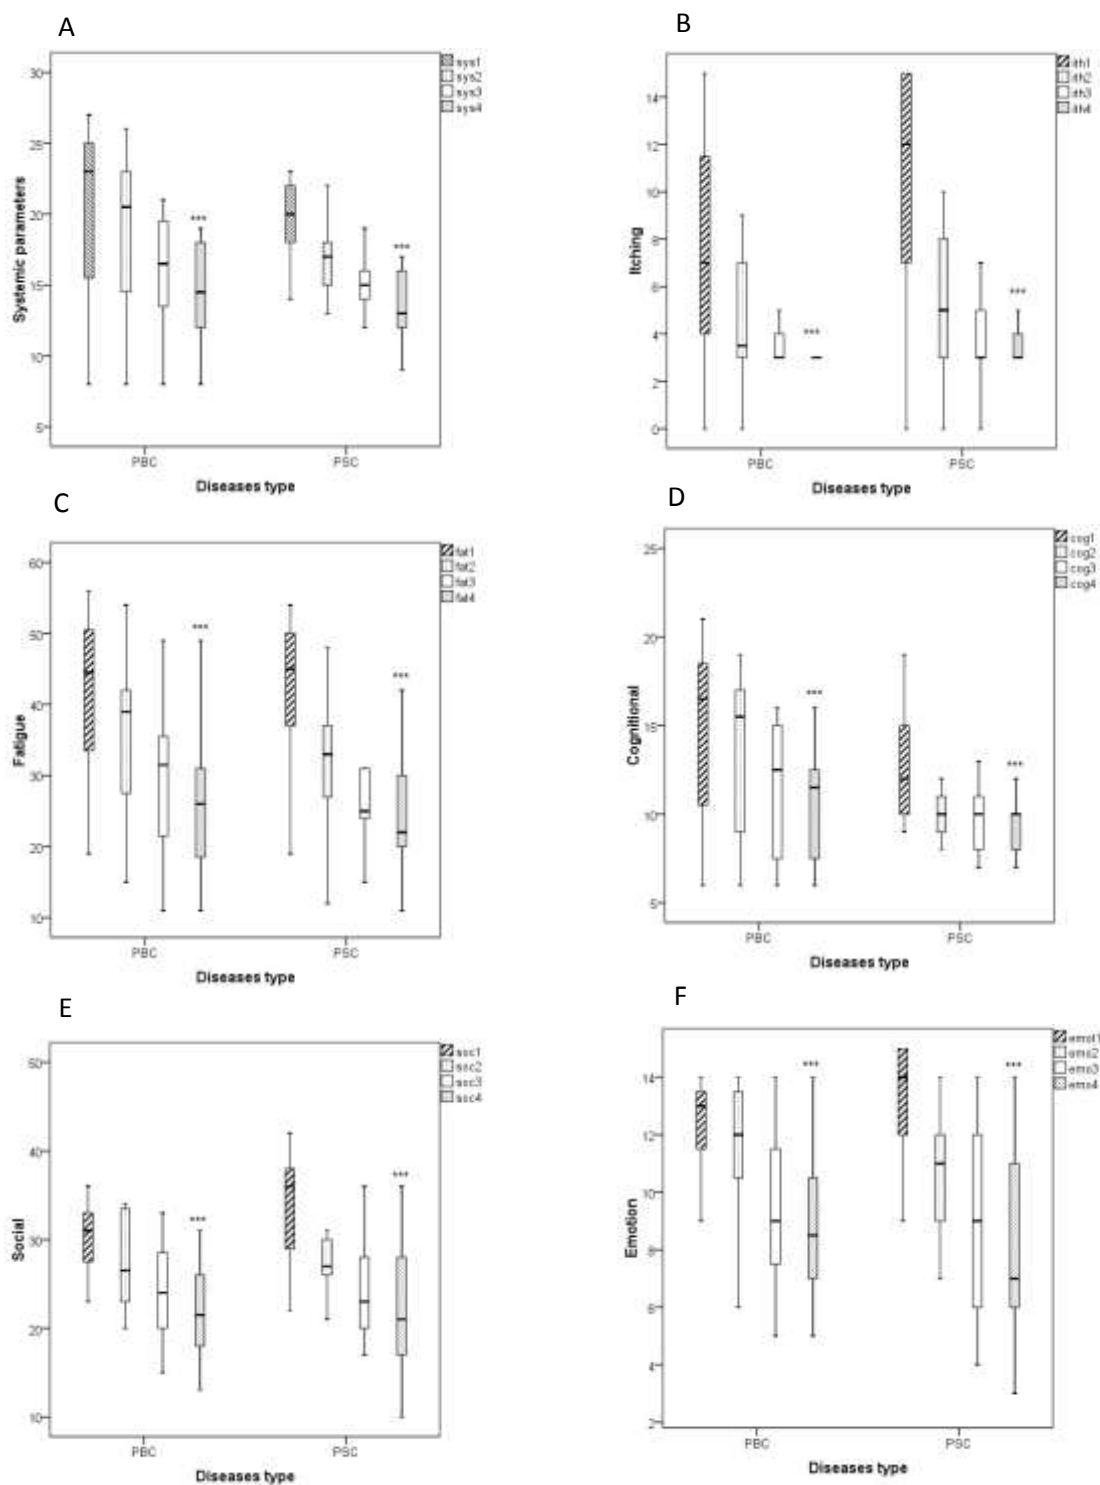 A
30
25
20
15
10
5
Systemic parameters
***
***
sys1
sys2
sys3
sys4
PBC
PSC
Diseases type
B
14
12
10
8
6
4
2
0
Itching
***
***
ith1
ith2
ith3
ith4
PBC
PSC
Diseases type
C
60
50
40
30
20
10
Fatigue
***
***
fat1
fat2
fat3
fat4
PBC
PSC
Diseases type
D
25
20
15
10
5
Cognitional
***
***
cog1
cog2
cog3
cog4
PBC
PSC
Diseases type
E
50
40
30
20
10
Social
***
***
soc1
soc2
soc3
soc4
PBC
PSC
Diseases type
F
14
12
10
8
6
4
2
Emotion
***
***
emot1
emo2
emo3
emo4
PBC
PSC
Diseases type